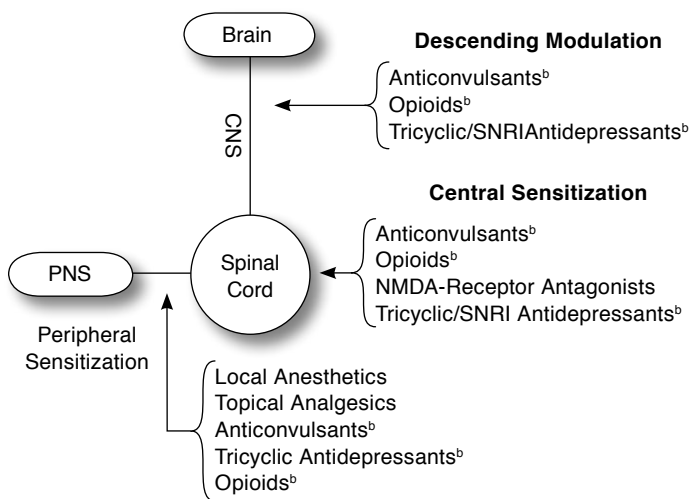 Brain
Descending Modulation
Anticonvulsantsᵇ
Opioidsᵇ
Tricyclic/SNRIAntidepressantsᵇ
CNS
Central Sensitization
Anticonvulsantsᵇ
Opioidsᵇ
NMDA-Receptor Antagonists
Tricyclic/SNRI Antidepressantsᵇ
PNS
Spinal
Cord
Peripheral
Sensitization
Local Anesthetics
Topical Analgesics
Anticonvulsantsᵇ
Tricyclic Antidepressantsᵇ
Opioidsᵇ